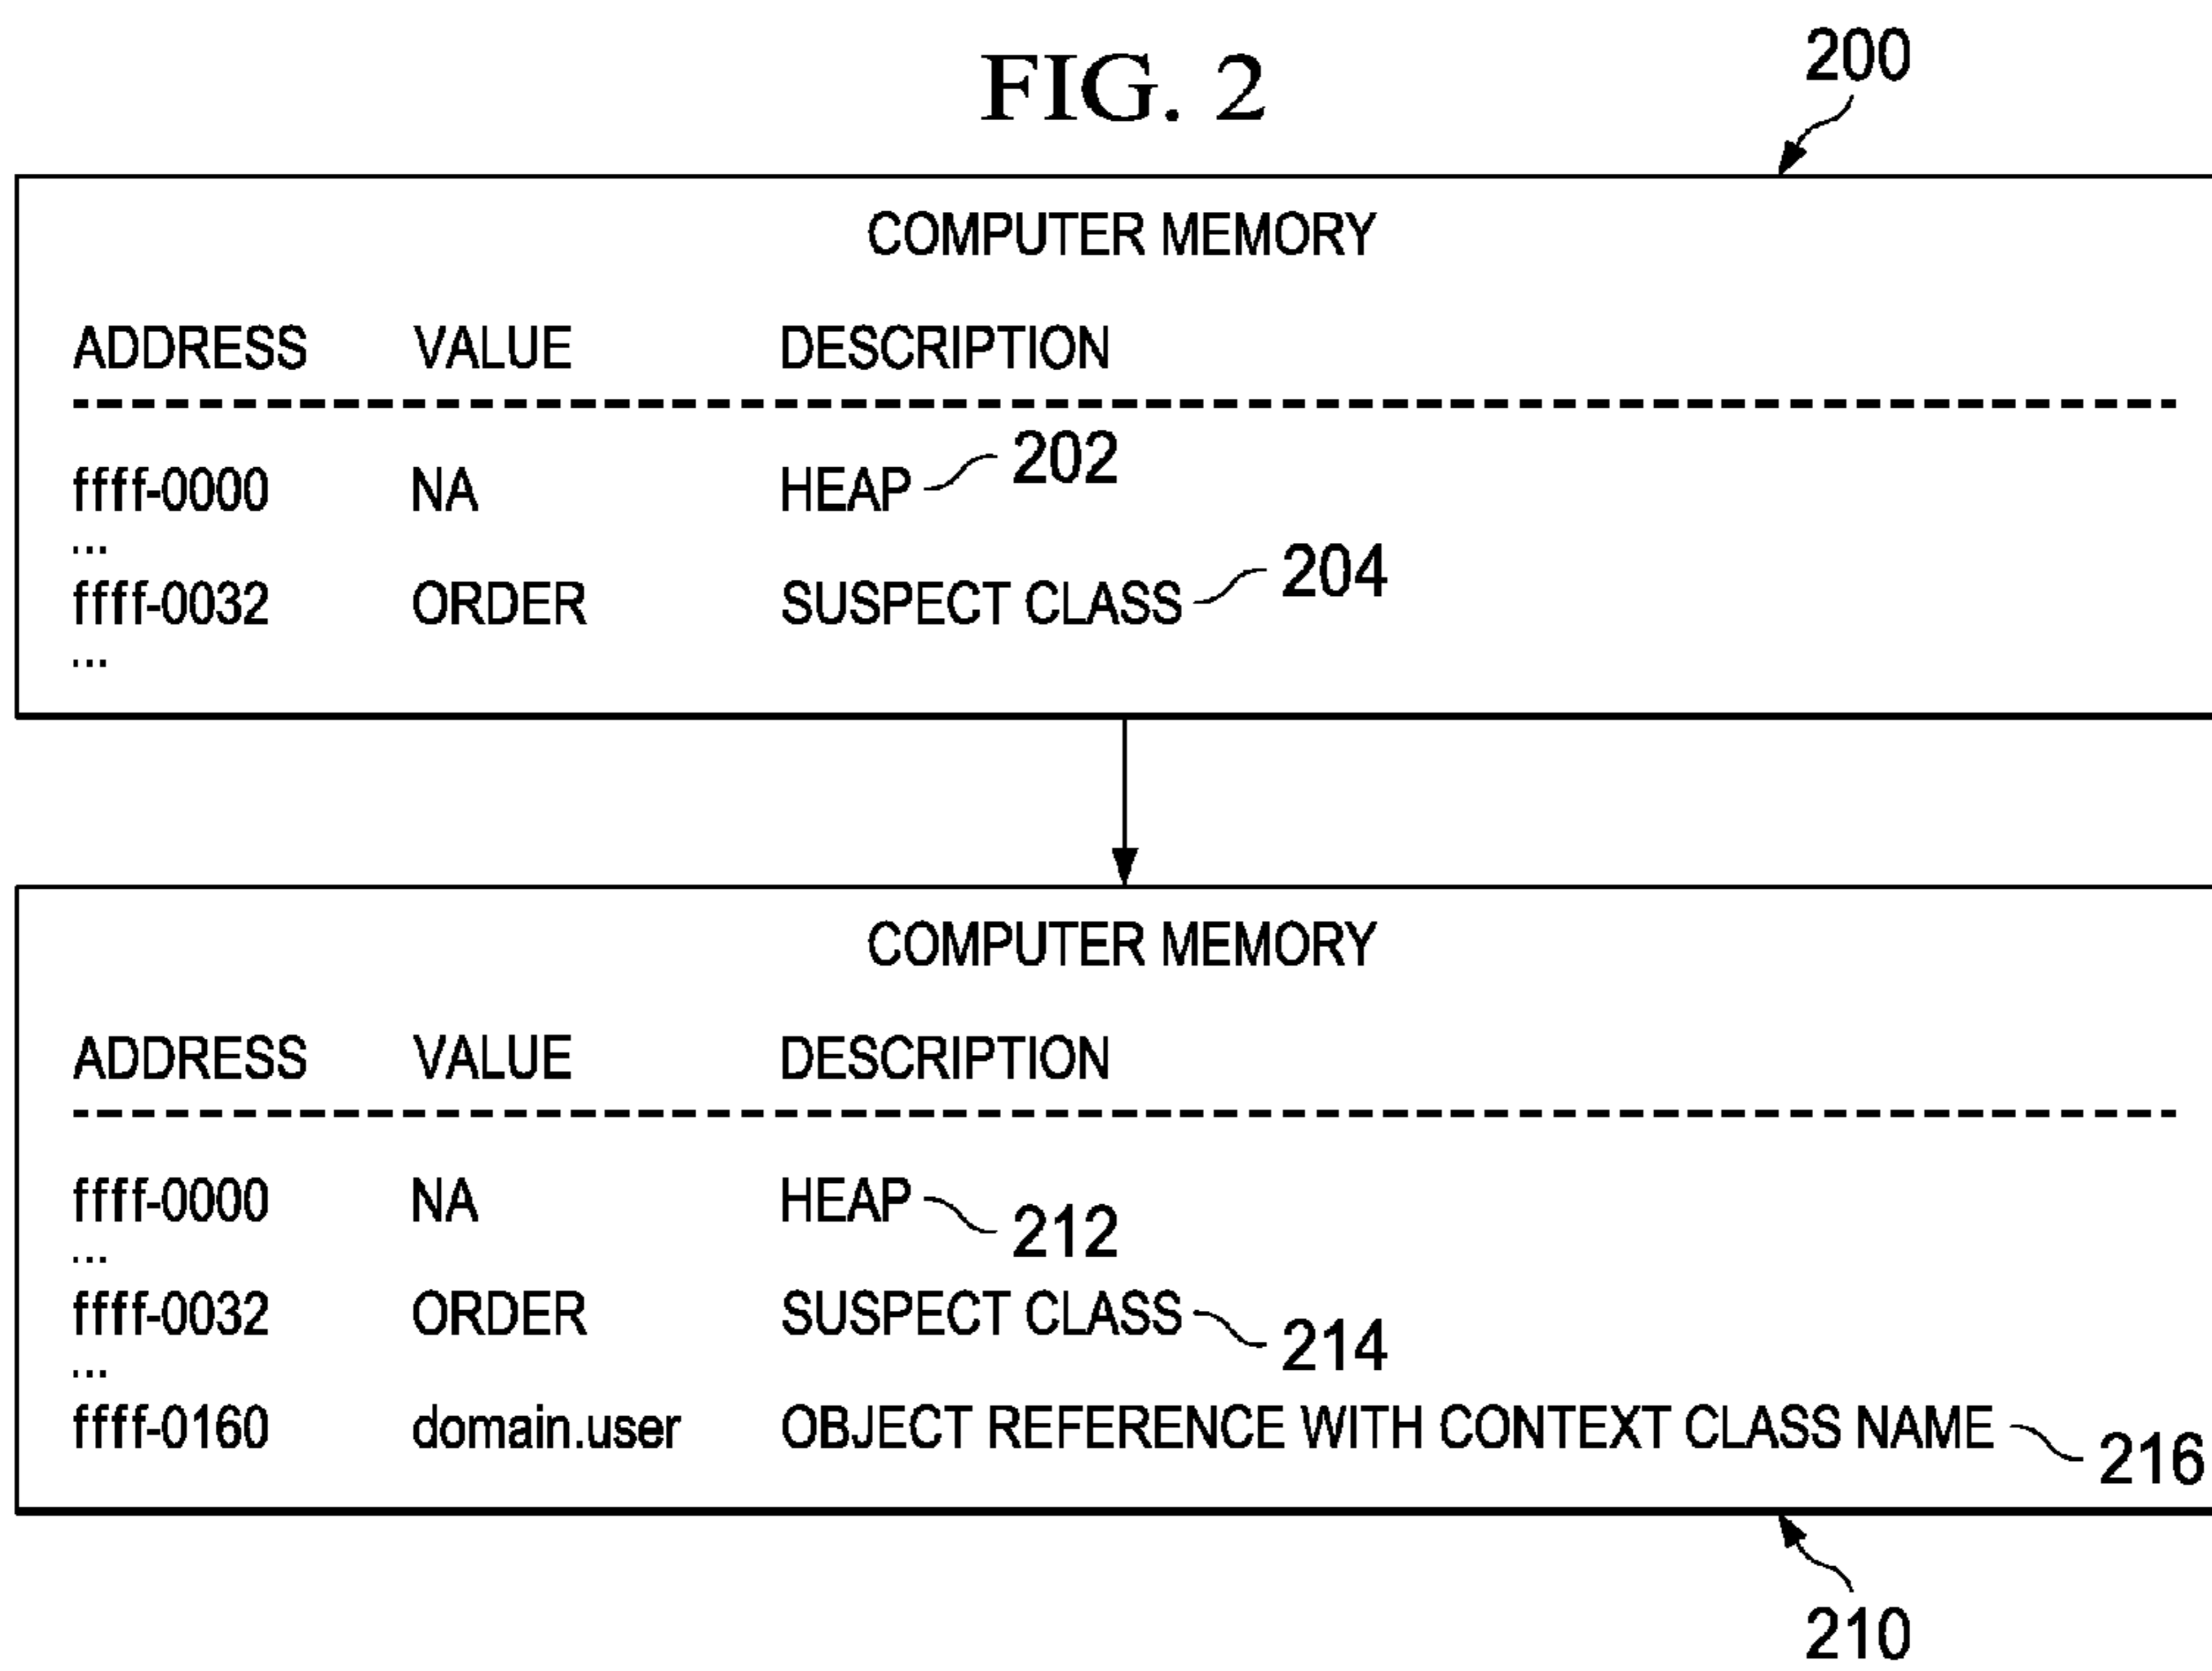 FIG. 2
200
COMPUTER MEMORY
ADDRESS VALUE DESCRIPTION
ffff-0000 NA HEAP 202
...
ffff-0032 ORDER SUSPECT CLASS 204
...
COMPUTER MEMORY
ADDRESS VALUE DESCRIPTION
ffff-0000 NA HEAP 212
...
ffff-0032 ORDER SUSPECT CLASS 214
...
ffff-0160 domain.user OBJECT REFERENCE WITH CONTEXT CLASS NAME 216
210